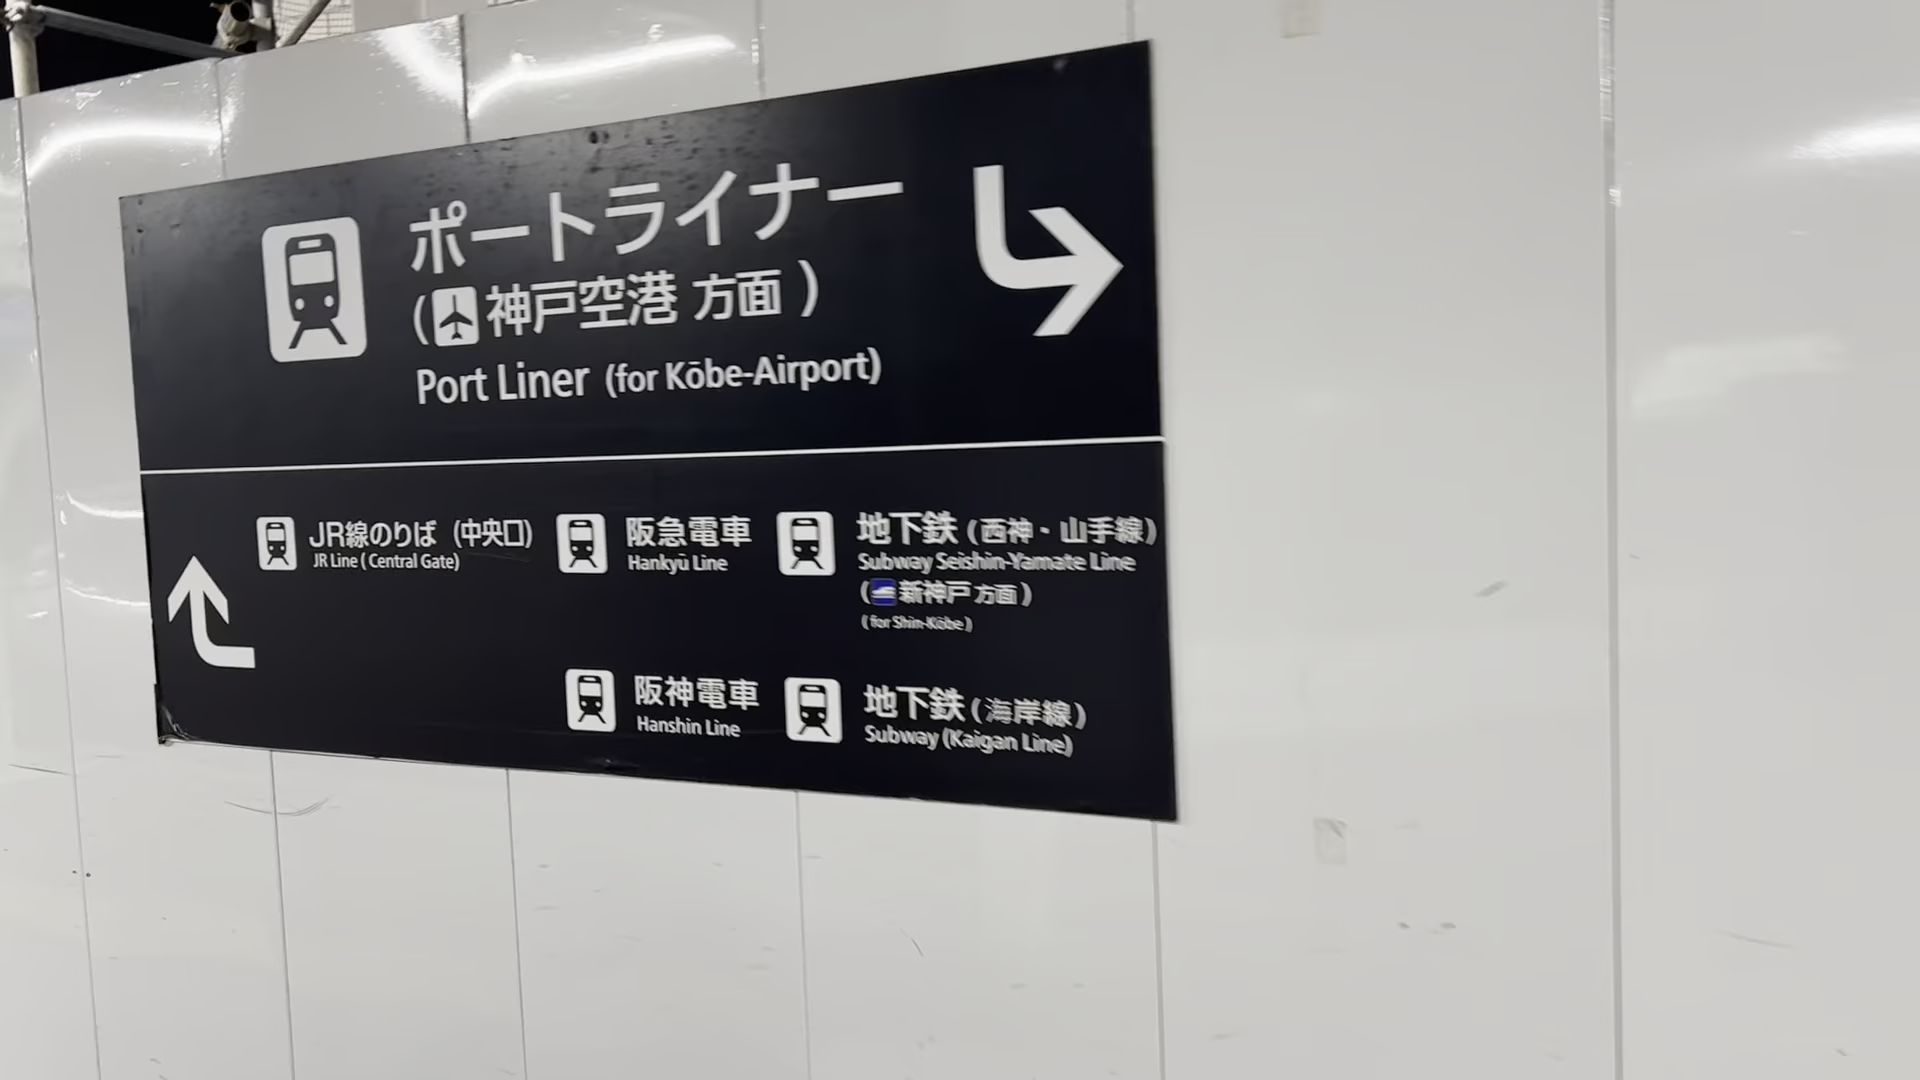 ポートライナー
(神戸空港 方面)
Port Liner (for Kōbe-Airport)
JR線のりば (中央口)
JR Line (Central Gate)
阪急電車
Hankyū Line
地下鉄 (西神・山手線)
Subway Seishin-Yamate Line
(新神戸方面)
(for Shin-Kōbe)
阪神電車
Hanshin Line
地下鉄 (海岸線)
Subway (Kaigan Line)